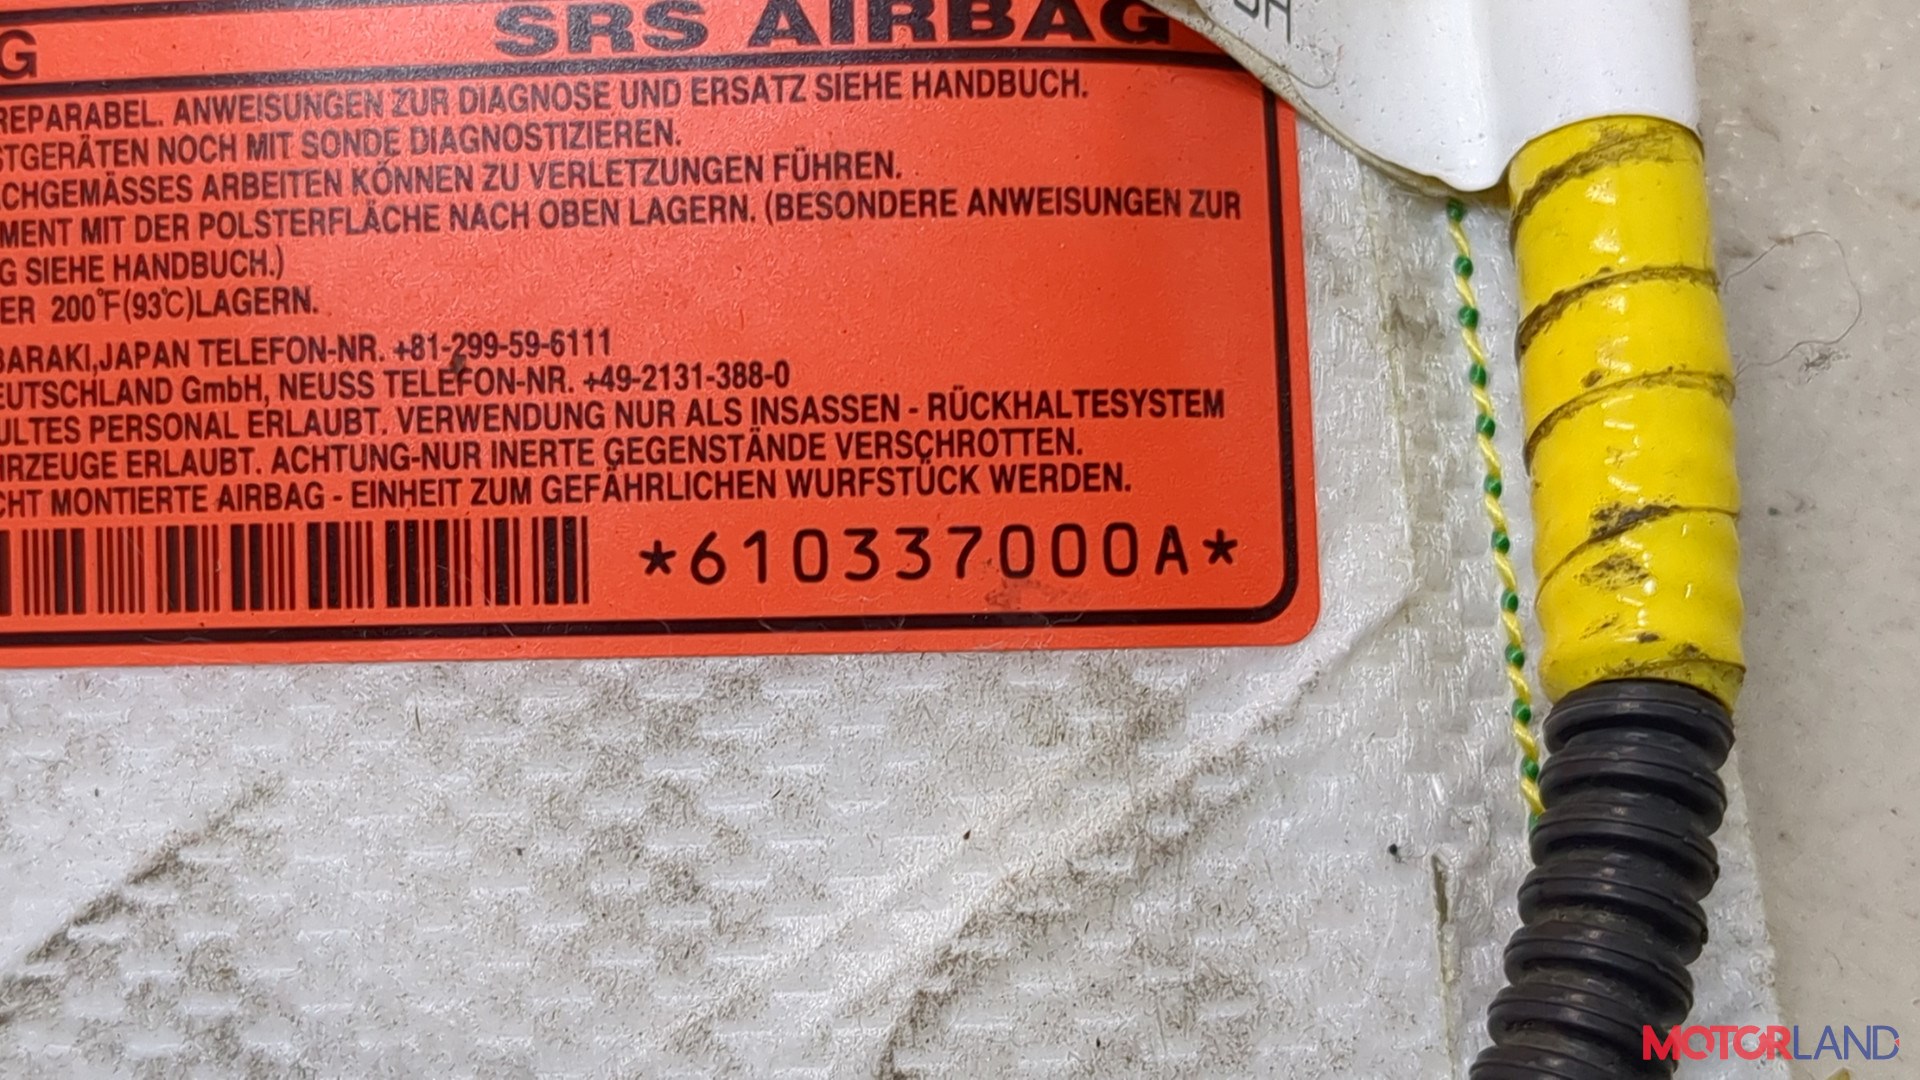 G SRS AIRBAG
REPARABEL. ANWEISUNGEN ZUR DIAGNOSE UND ERSATZ SIEHE HANDBUCH.
STGERÄTEN NOCH MIT SONDE DIAGNOSTIZIEREN.
CHGEMÄSSES ARBEITEN KÖNNEN ZU VERLETZUNGEN FÜHREN.
MENT MIT DER POLSTERFLÄCHE NACH OBEN LAGERN. (BESONDERE ANWEISUNGEN ZUR
G SIEHE HANDBUCH.)
ER 200°F(93°C)LAGERN.
BARAKI,JAPAN TELEFON-NR. +81-299-59-6111
EUTSCHLAND GmbH, NEUSS TELEFON-NR. +49-2131-388-0
ULTES PERSONAL ERLAUBT. VERWENDUNG NUR ALS INSASSEN - RÜCKHALTESYSTEM
HRZEUGE ERLAUBT. ACHTUNG-NUR INERTE GEGENSTÄNDE VERSCHROTTEN.
CHT MONTIERTE AIRBAG - EINHEIT ZUM GEFÄHRLICHEN WURFSTÜCK WERDEN.
*610337000A*
MOTORLAND